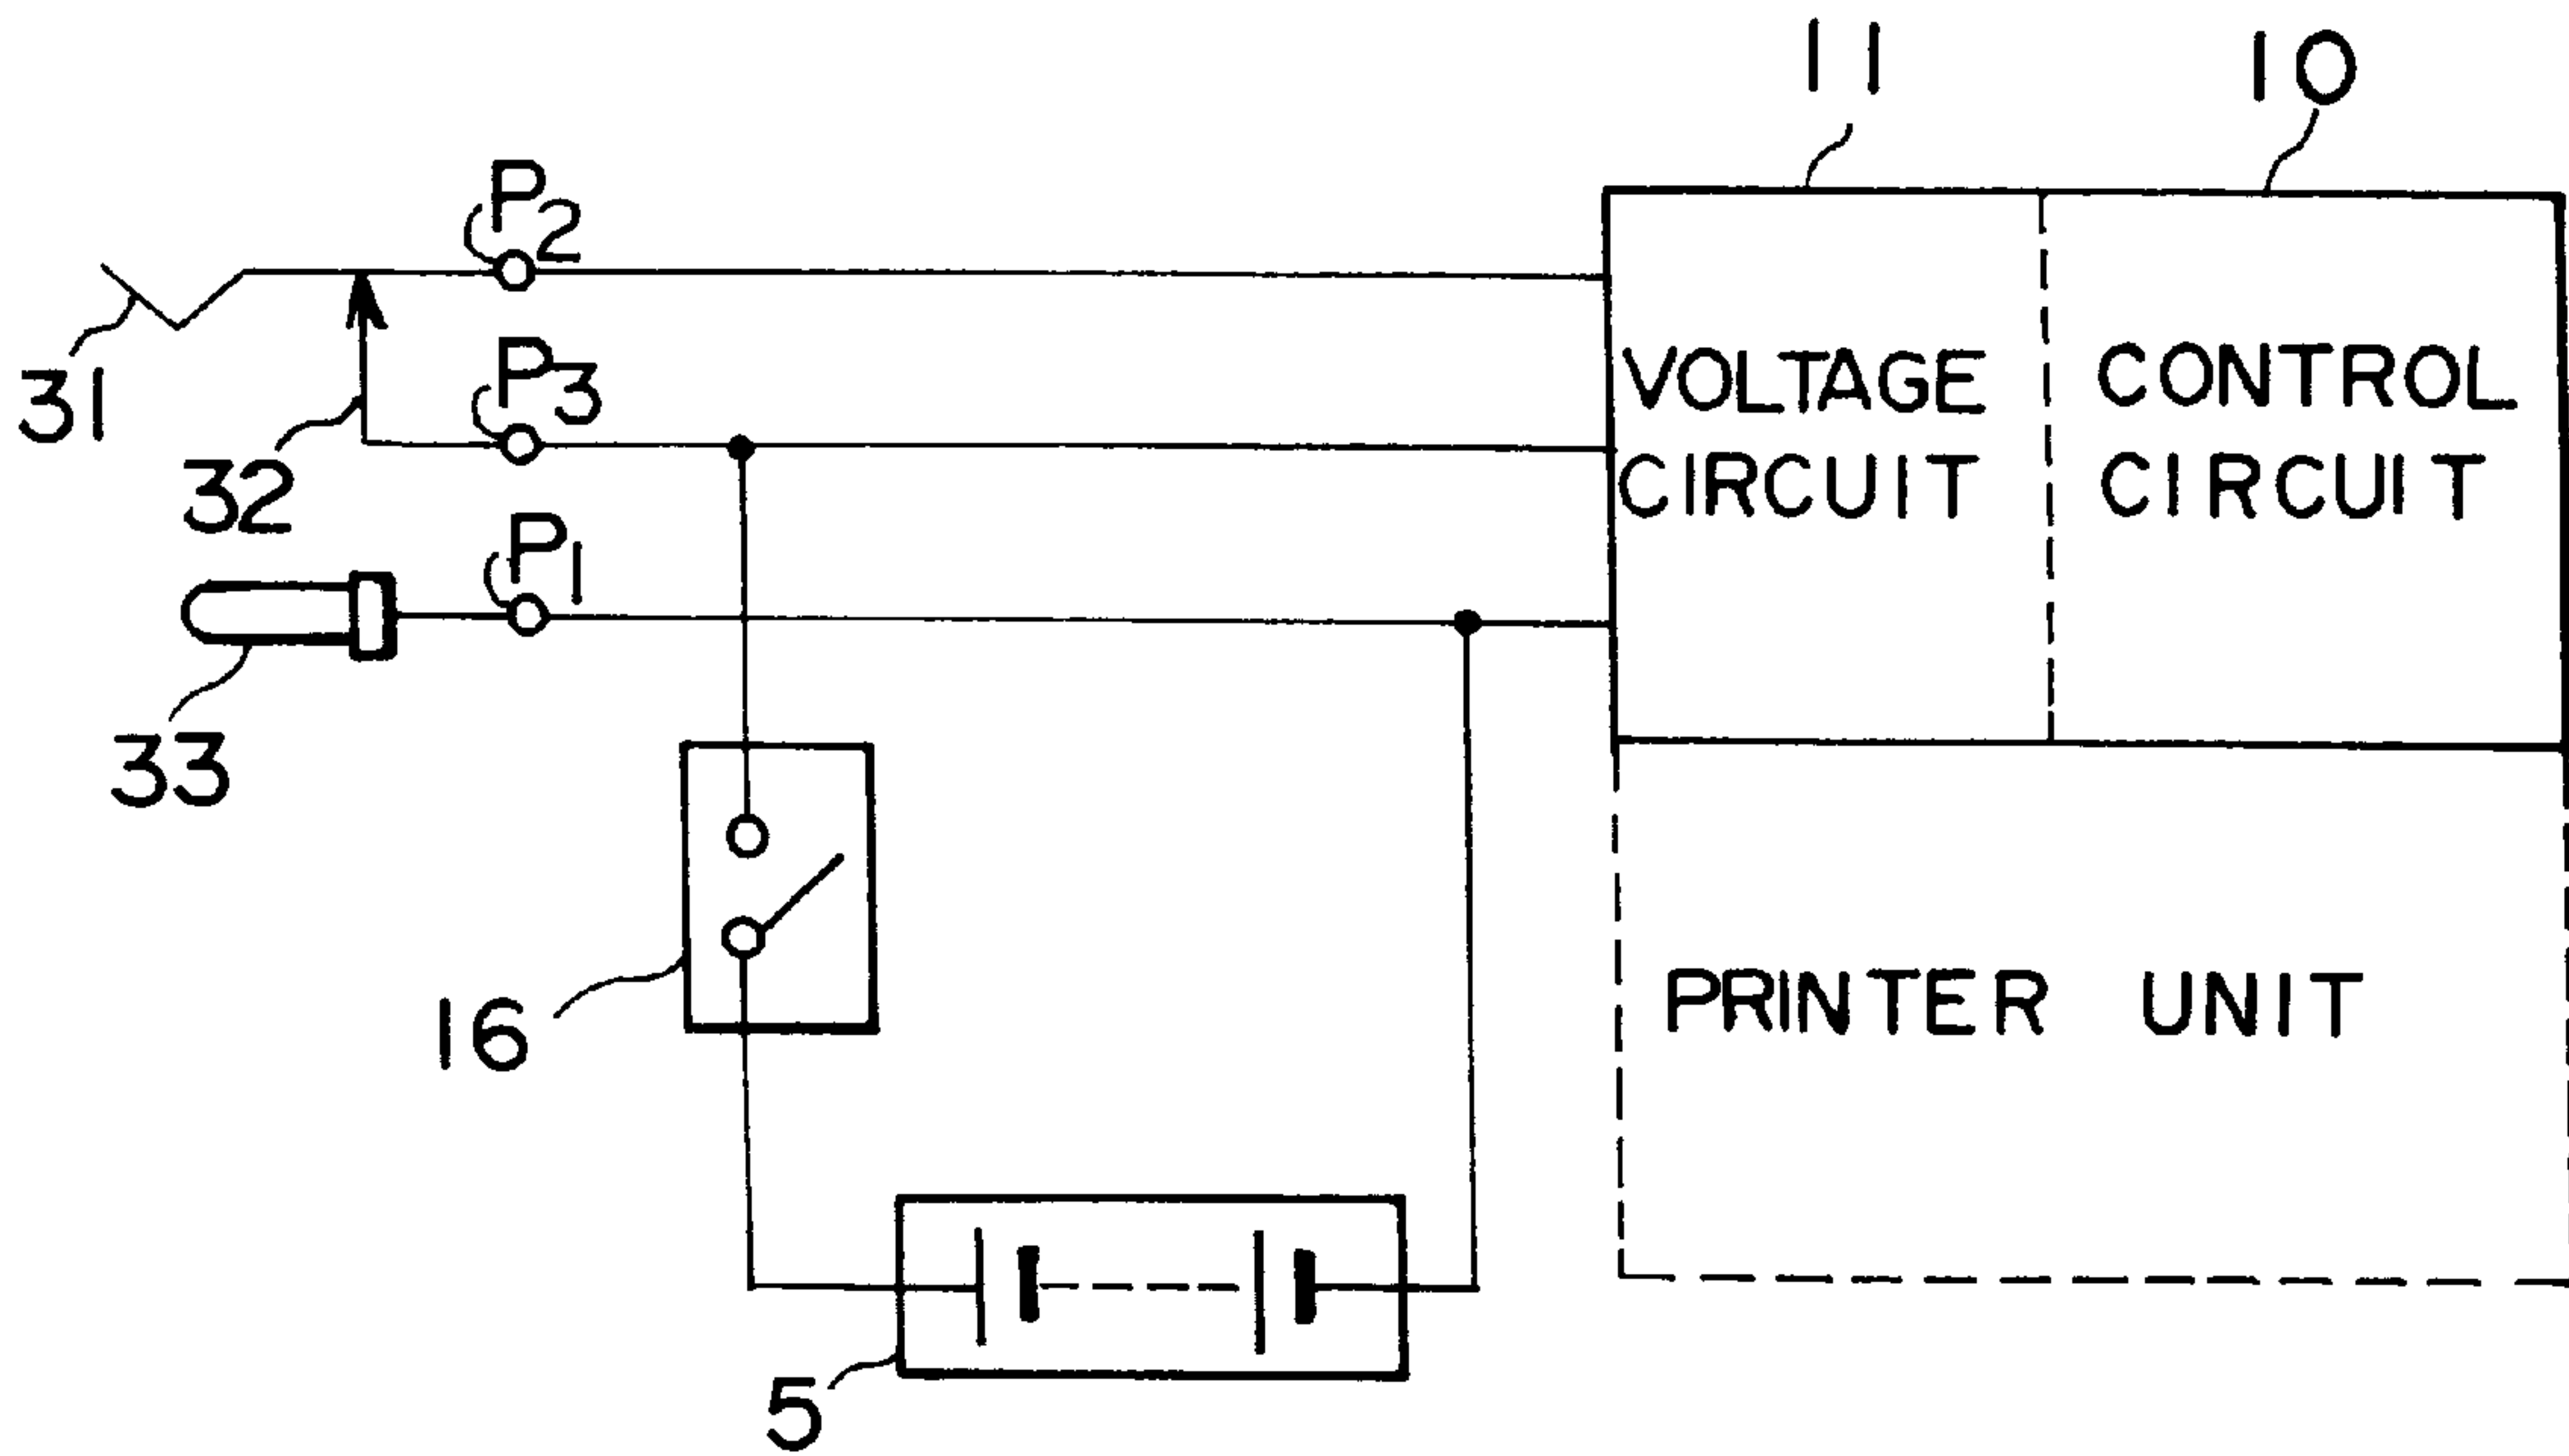 11
10
P2
31
P3
32
P1
33
VOLTAGE
CIRCUIT
CONTROL
CIRCUIT
16
PRINTER UNIT
5